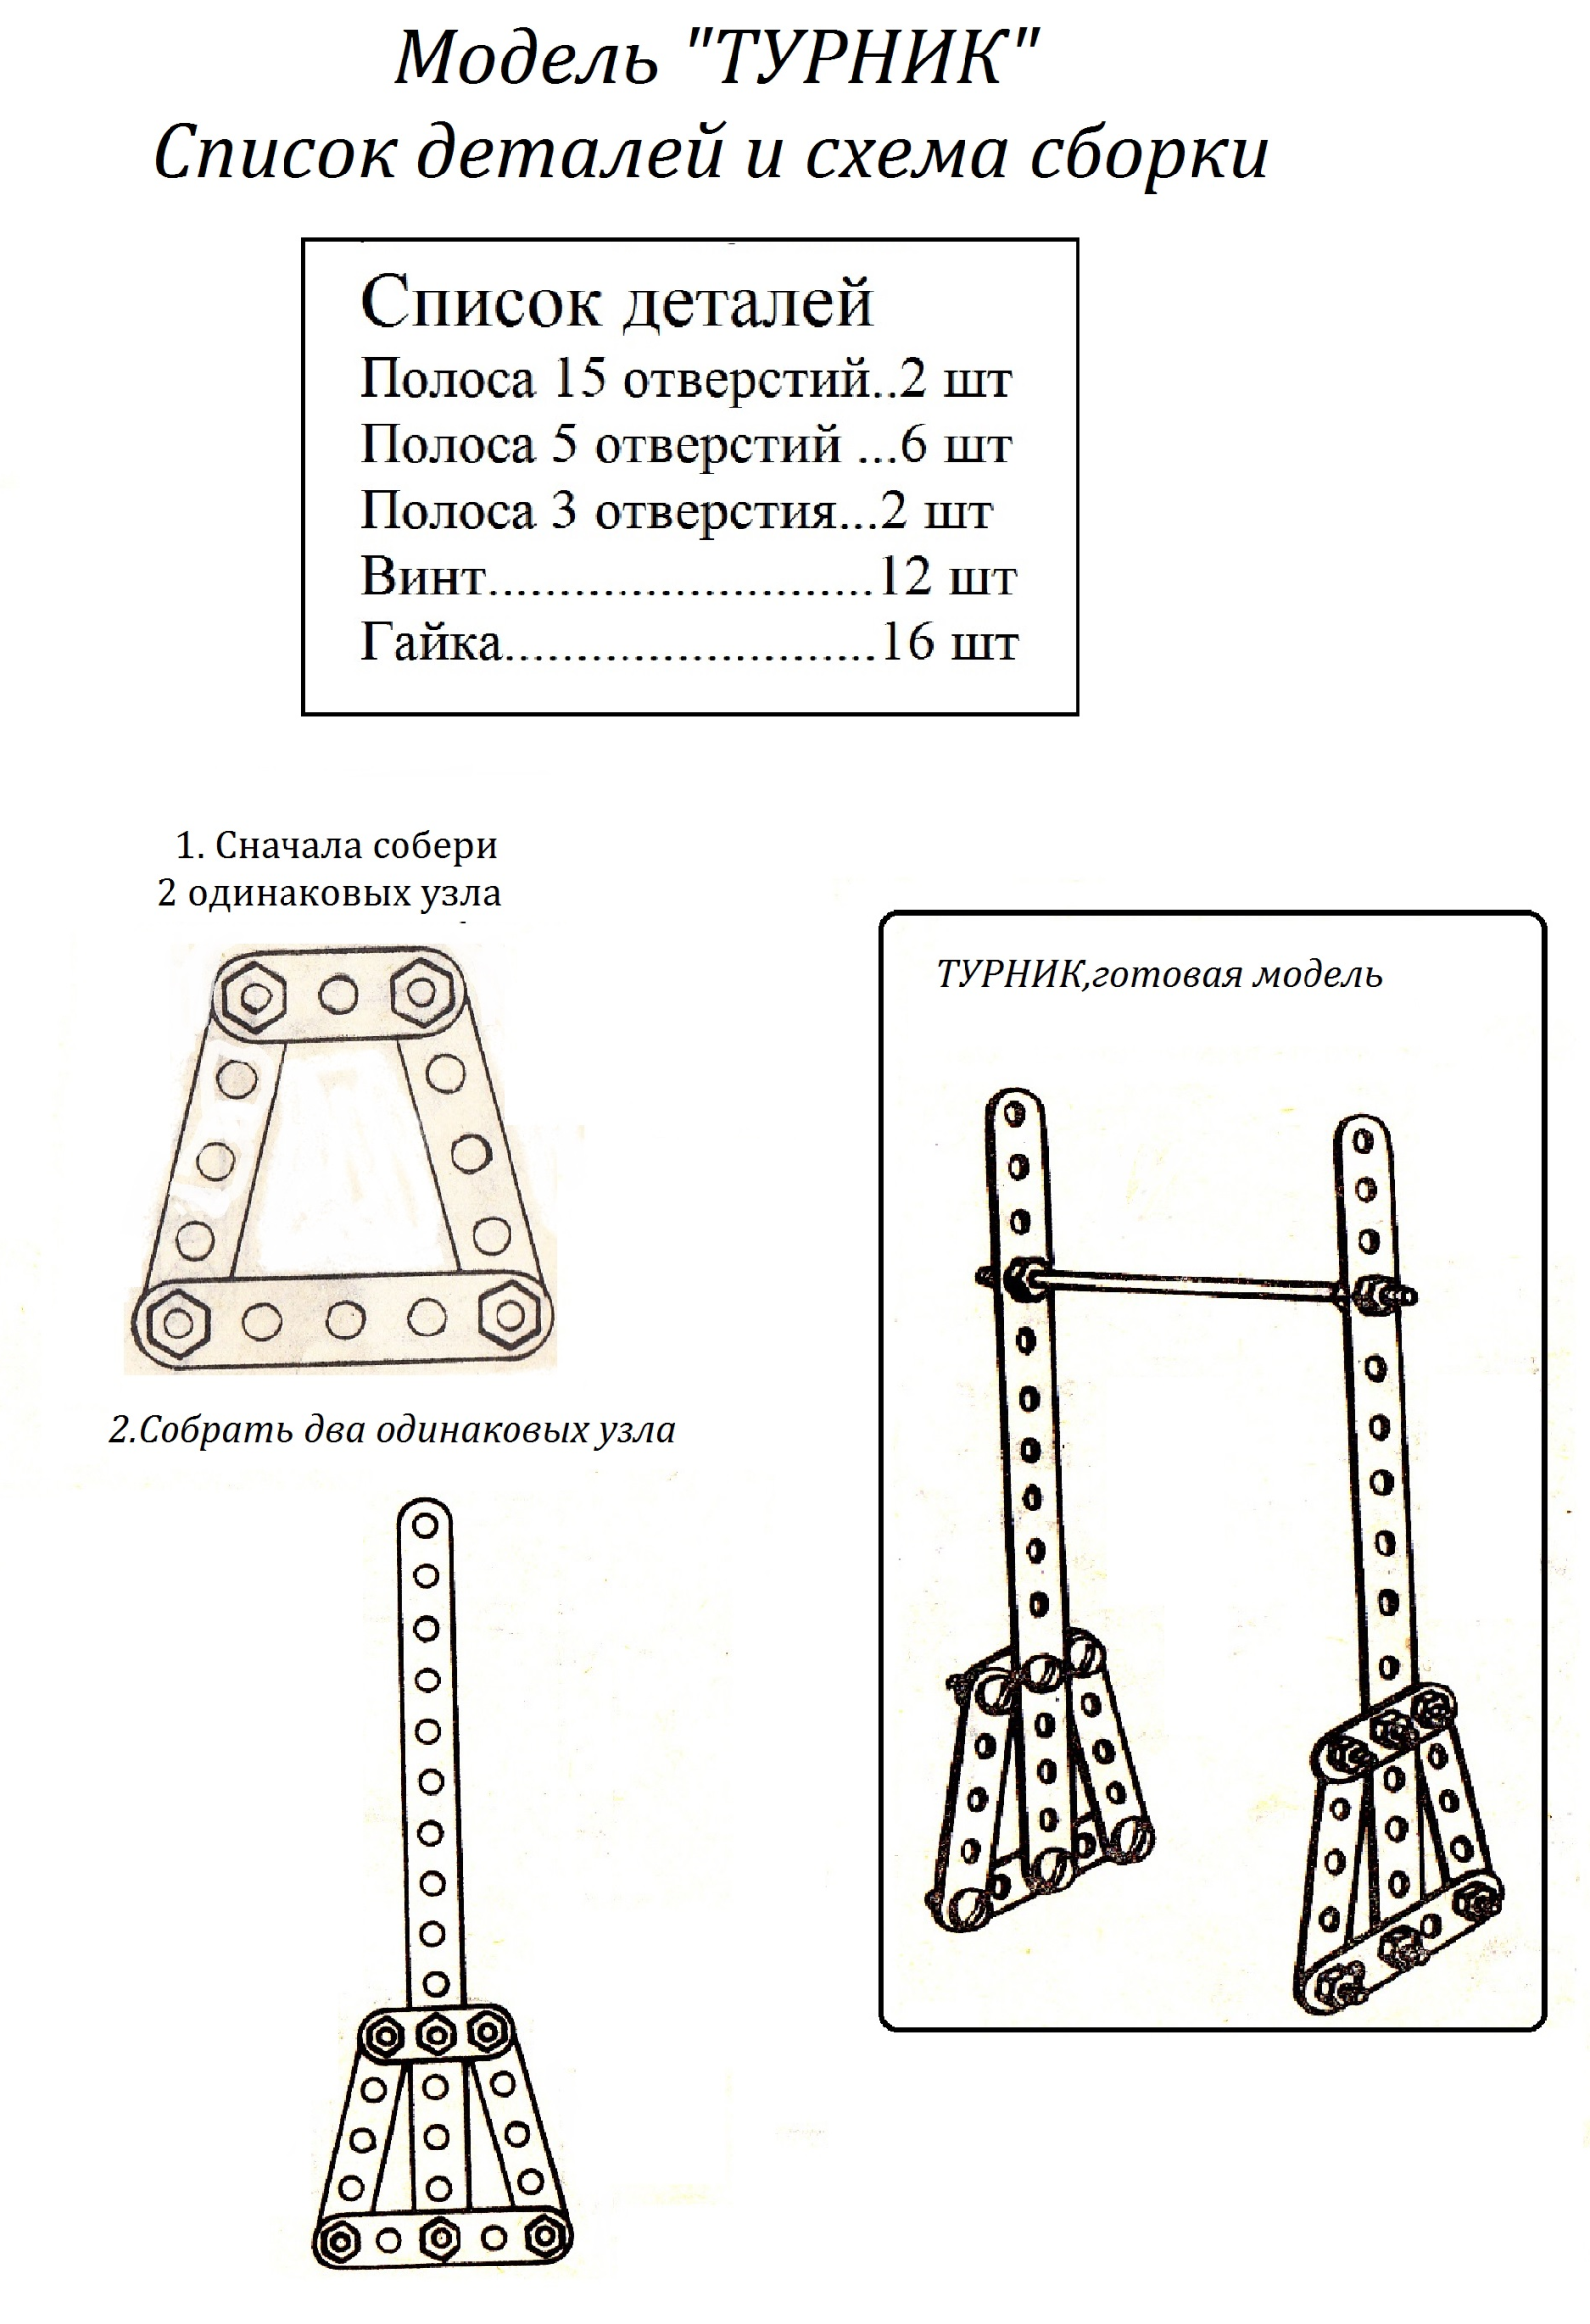 Модель "ТУРНИК"
Список деталей и схема сборки
Список деталей
Полоса 15 отверстий..2 шт
Полоса 5 отверстий ...6 шт
Полоса 3 отверстия...2 шт
Винт...........................12 шт
Гайка..........................16 шт
1. Сначала собери
2 одинаковых узла
ТУРНИК,готовая модель
2.Собрать два одинаковых узла